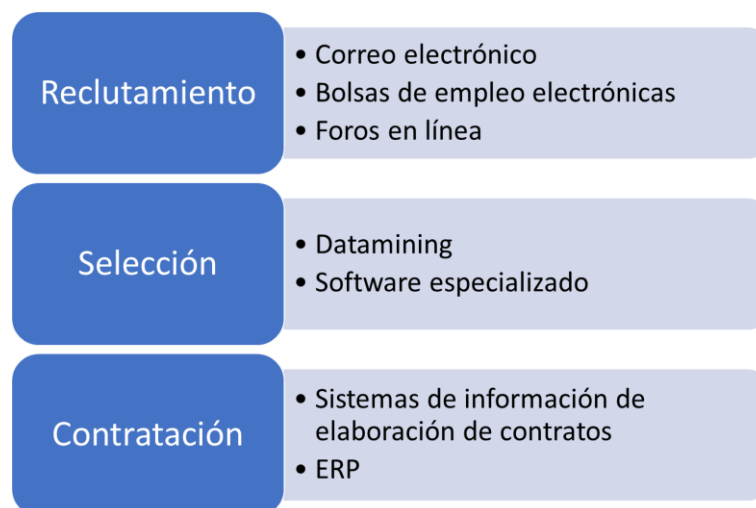 Reclutamiento
• Correo electrónico
• Bolsas de empleo electrónicas
• Foros en línea
Selección
• Datamining
• Software especializado
Contratación
• Sistemas de información de
elaboración de contratos
• ERP